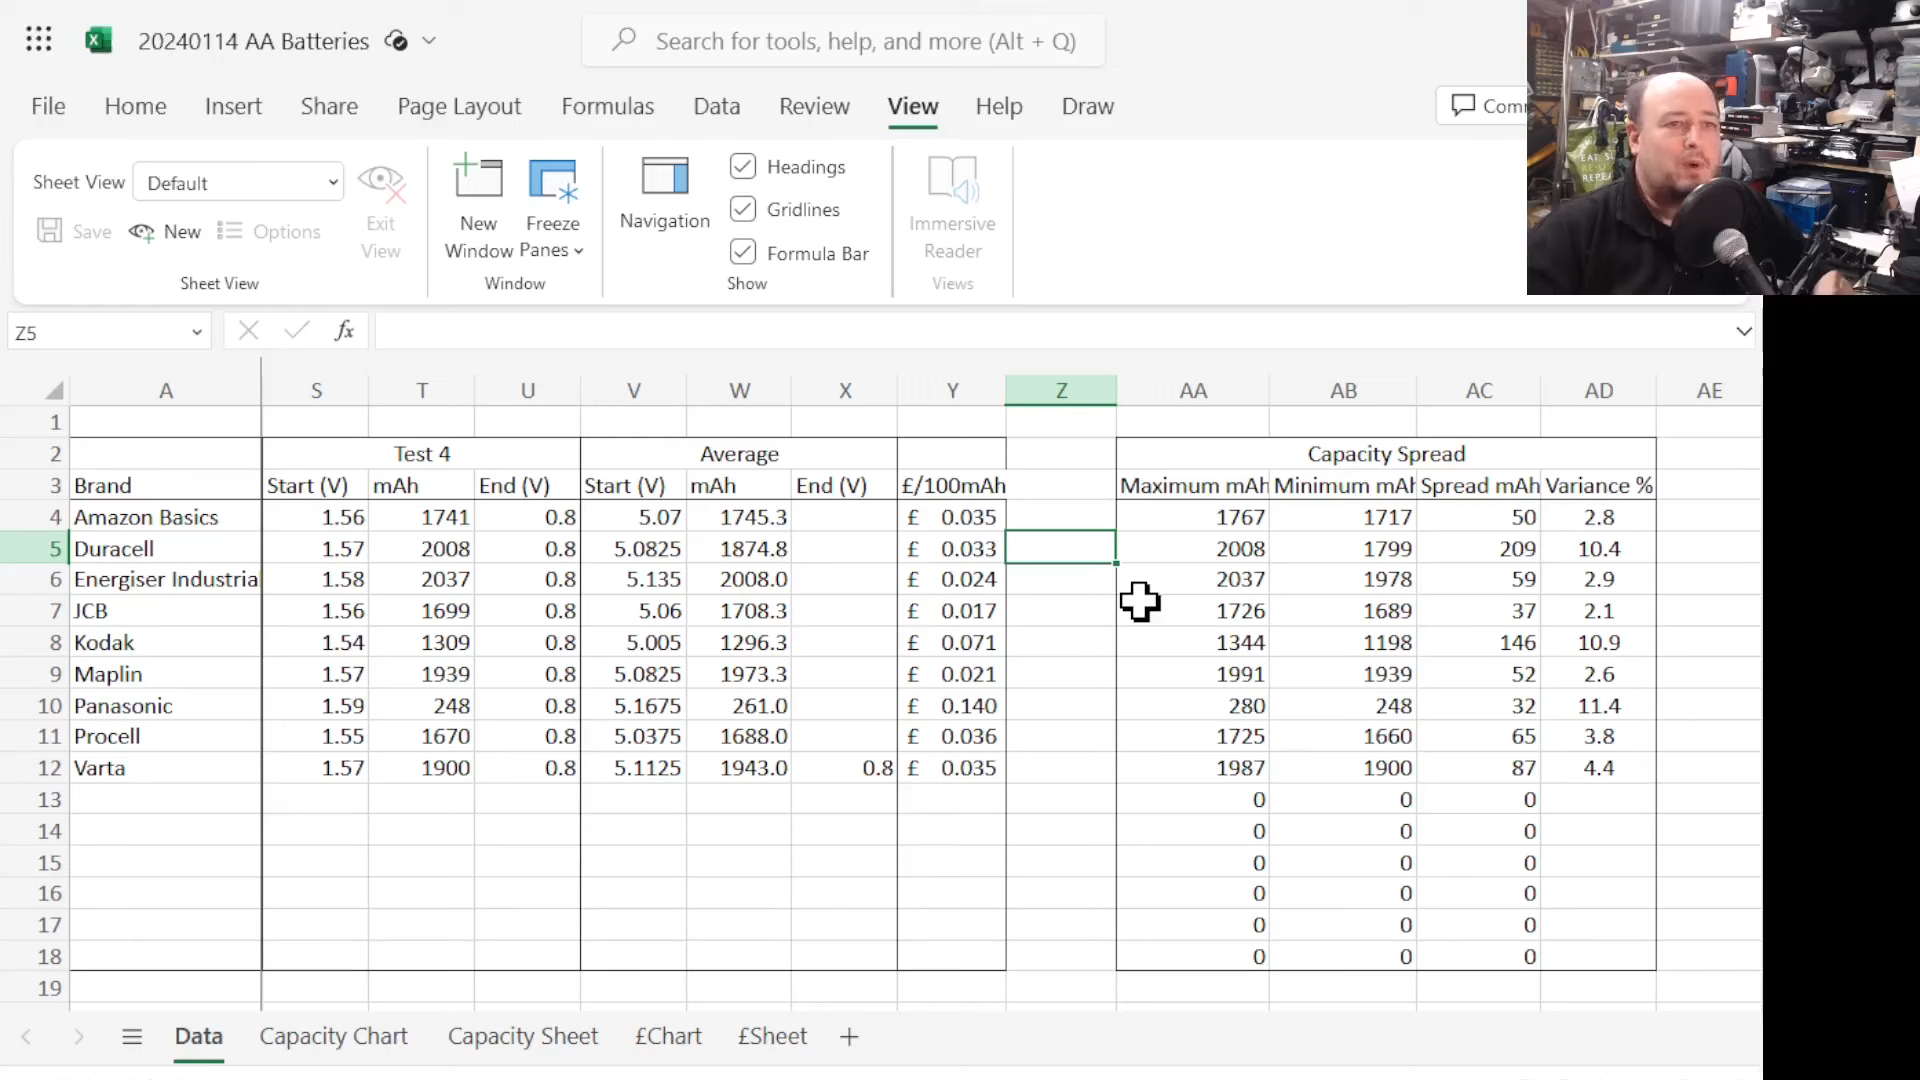 20240114 AA Batteries
Search for tools, help, and more (Alt + Q)
File Home Insert Share Page Layout Formulas Data Review View Help Draw
Sheet View Default
Save New Options
Exit View
Sheet View
New Window
Freeze Panes
Window
Navigation
Headings
Gridlines
Formula Bar
Show
Immersive Reader
Views
EAT
REPEA
Z5
fx
A S T U V W X Y Z AA AB AC AD AE
1
2 Test 4 Average Capacity Spread
3 Brand Start (V) mAh End (V) Start (V) mAh End (V) £/100mAh Maximum mAh Minimum mAh Spread mAh Variance %
4 Amazon Basics 1.56 1741 0.8 5.07 1745.3 £ 0.035 1767 1717 50 2.8
5 Duracell 1.57 2008 0.8 5.0825 1874.8 £ 0.033 2008 1799 209 10.4
6 Energiser Industrial 1.58 2037 0.8 5.135 2008.0 £ 0.024 2037 1978 59 2.9
7 JCB 1.56 1699 0.8 5.06 1708.3 £ 0.017 1726 1689 37 2.1
8 Kodak 1.54 1309 0.8 5.005 1296.3 £ 0.071 1344 1198 146 10.9
9 Maplin 1.57 1939 0.8 5.0825 1973.3 £ 0.021 1991 1939 52 2.6
10 Panasonic 1.59 248 0.8 5.1675 261.0 £ 0.140 280 248 32 11.4
11 Procell 1.55 1670 0.8 5.0375 1688.0 £ 0.036 1725 1660 65 3.8
12 Varta 1.57 1900 0.8 5.1125 1943.0 0.8 £ 0.035 1987 1900 87 4.4
13 0 0 0
14 0 0 0
15 0 0 0
16 0 0 0
17 0 0 0
18 0 0 0
19
Data Capacity Chart Capacity Sheet £Chart £Sheet +